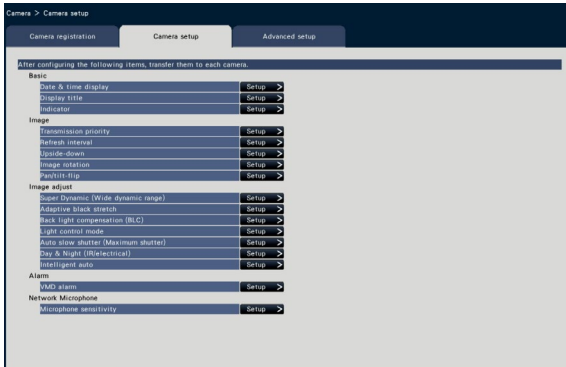 Camera > Camera setup
Camera registration Camera setup Advanced setup
After configuring the following items, transfer them to each camera.
Basic
Date & time display Setup >
Display title Setup >
Indicator Setup >
Image
Transmission priority Setup >
Refresh interval Setup >
Upside-down Setup >
Image rotation Setup >
Pan/tilt-flip Setup >
Image adjust
Super Dynamic (Wide dynamic range) Setup >
Adaptive black stretch Setup >
Back light compensation (BLC) Setup >
Light control mode Setup >
Auto slow shutter (Maximum shutter) Setup >
Day & Night (IR/electrical) Setup >
Intelligent auto Setup >
Alarm
VMD alarm Setup >
Network Microphone
Microphone sensitivity Setup >